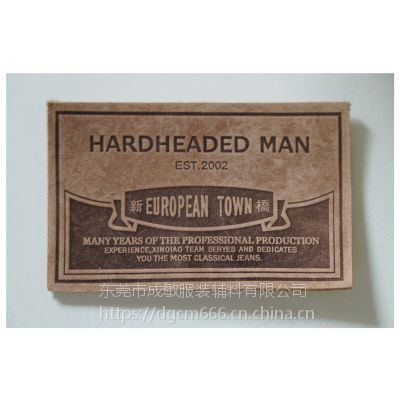 HARDHEADED MAN
EST.2002
新 EUROPEAN TOWN 橋
MANY YEARS OF THE PROFESSIONAL PRODUCTION
EXPERIENCE,XINQIAO TEAM SERYES AND DEDICATES
YOU THE MOST CLASSICAL JEANS.
东莞市成敏服装辅料有限公司
https://dgcm666.cn.china.cn